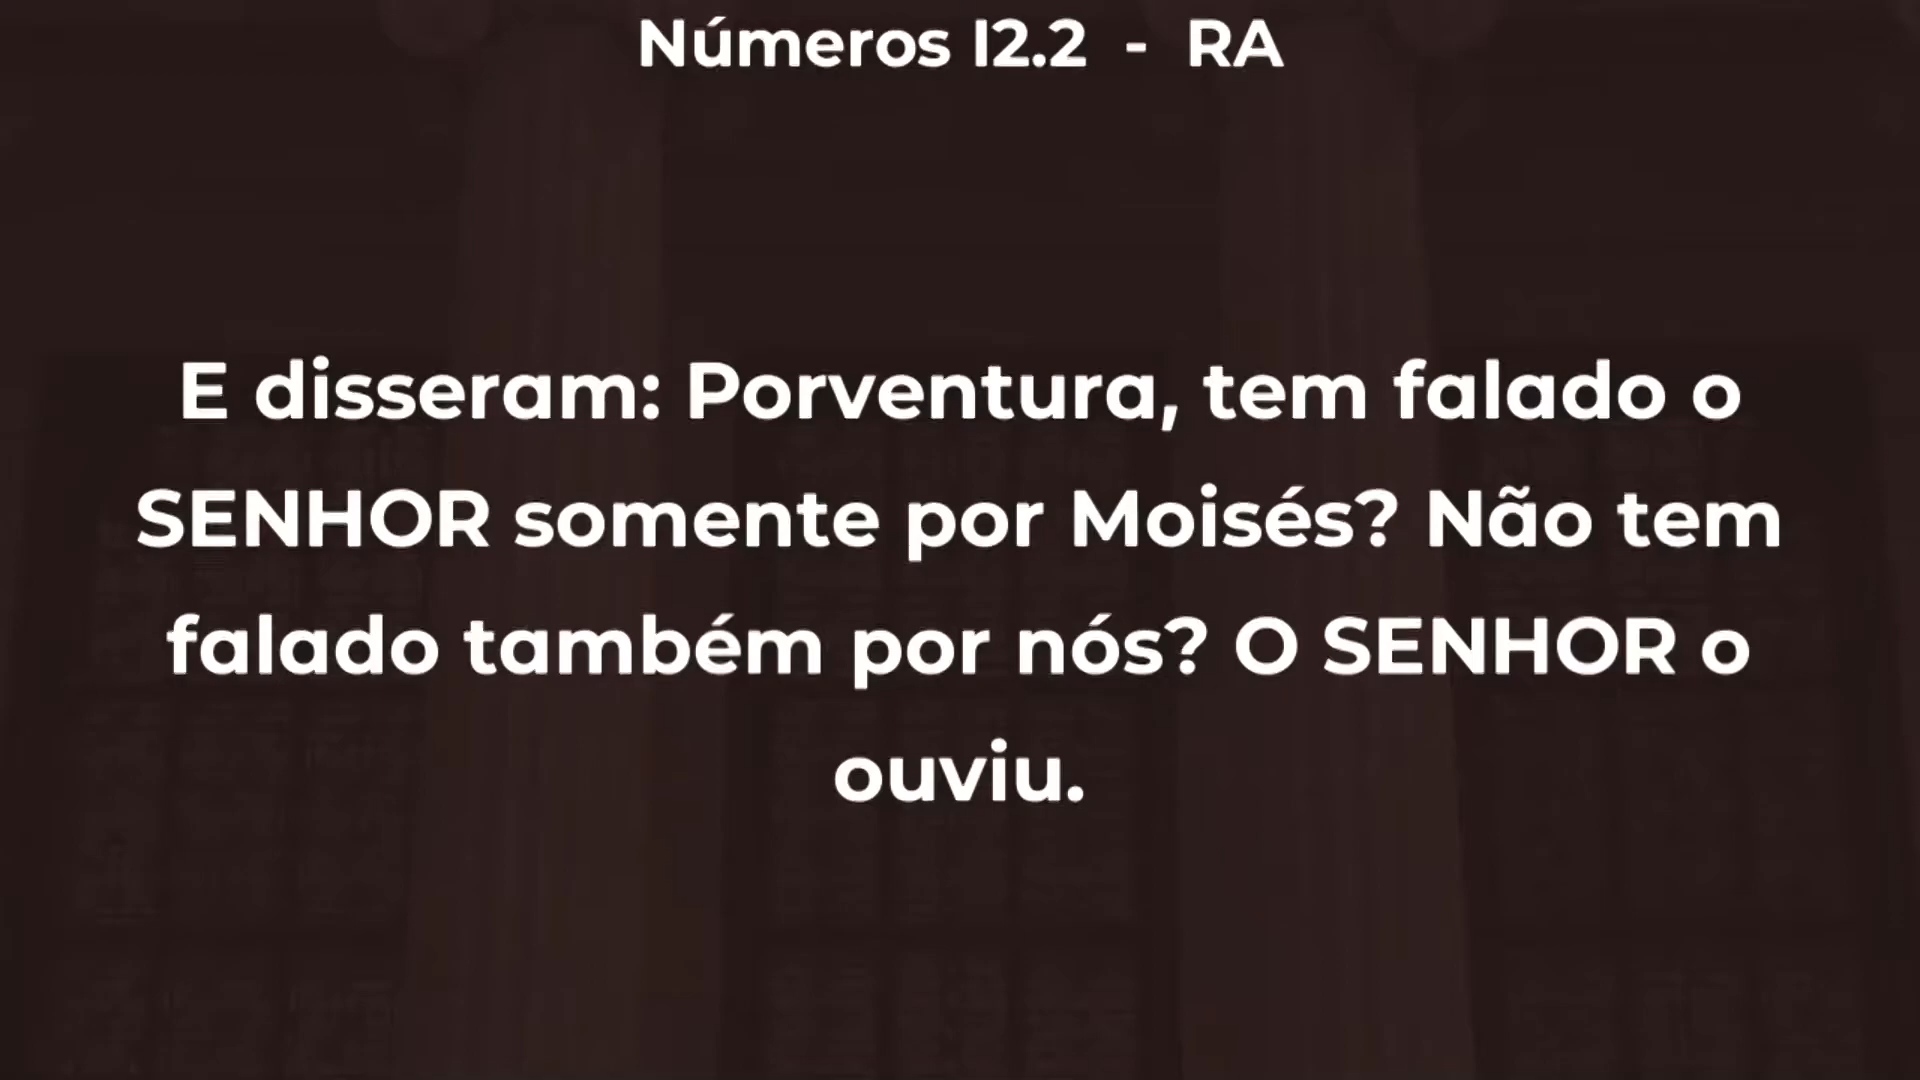 Números I2.2 - RA
E disseram: Porventura, tem falado o
SENHOR somente por Moisés? Não tem
falado também por nós? O SENHOR o
ouviu.